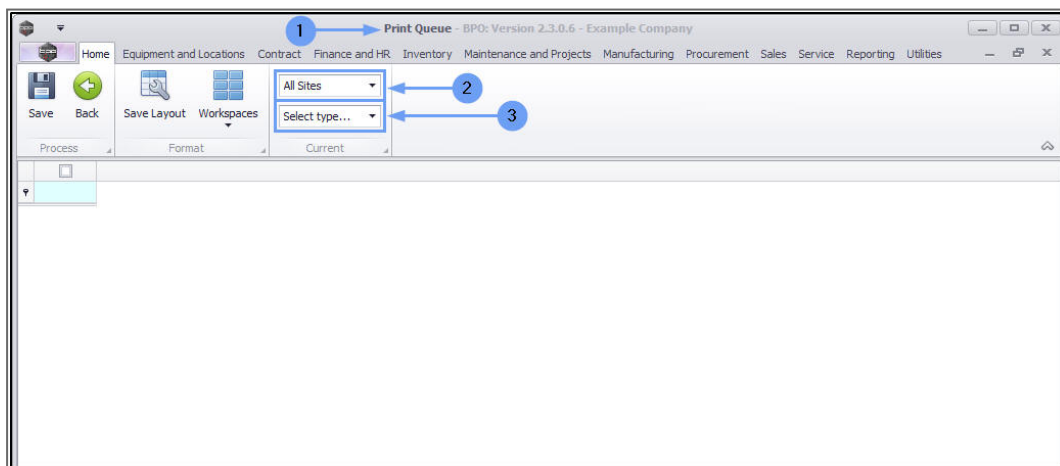 1
Print Queue - BPO: Version 2.3.0.6 - Example Company
Home Equipment and Locations Contract Finance and HR Inventory Maintenance and Projects Manufacturing Procurement Sales Service Reporting Utilities
All Sites
2
Select type...
3
Save Back Save Layout Workspaces
Process Format Current